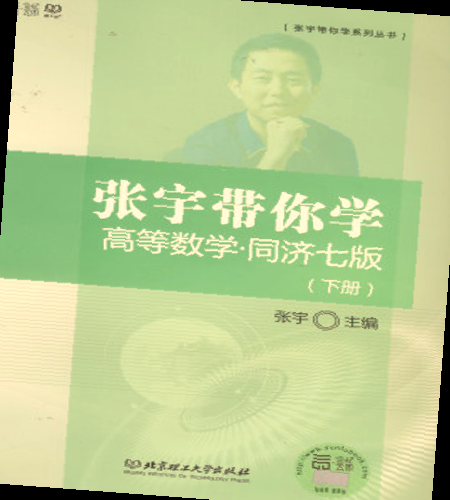 [ 张宇带你学系列丛书 ]
张宇带你学
高等数学·同济七版
(下册)
张宇 主编
北京理工大学出版社